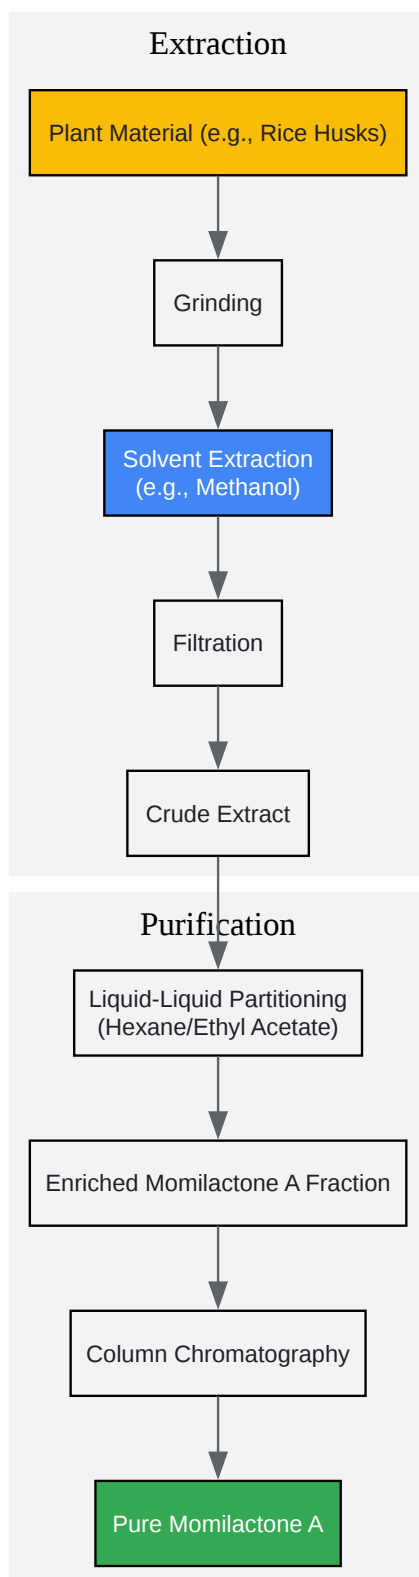 Extraction
Plant Material (e.g., Rice Husks)
Grinding
Solvent Extraction
(e.g., Methanol)
Filtration
Crude Extract
Purification
Liquid-Liquid Partitioning
(Hexane/Ethyl Acetate)
Enriched Momilactone A Fraction
Column Chromatography
Pure Momilactone A